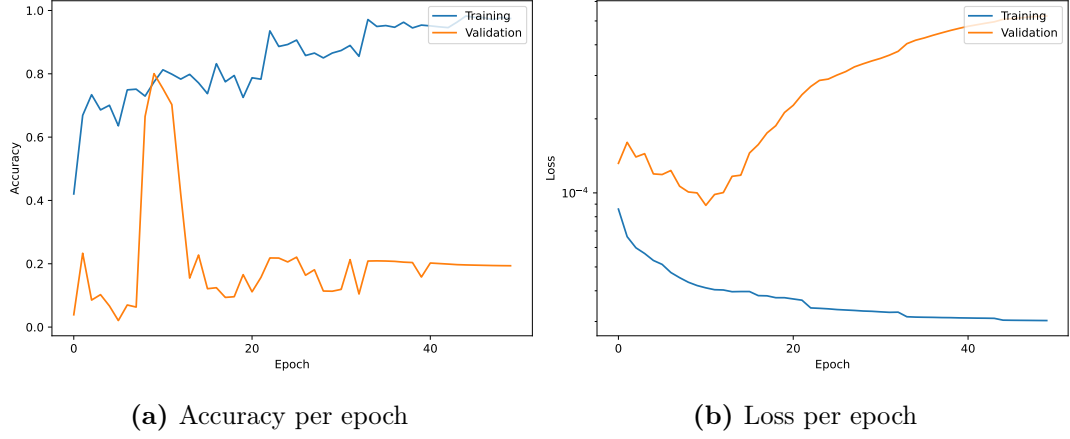 1.0
0.8
0.6
0.4
0.2
0.0
Accuracy
0
20
40
Epoch
Training
Validation
10−4
Loss
0
20
40
Epoch
Training
Validation
(a) Accuracy per epoch
(b) Loss per epoch